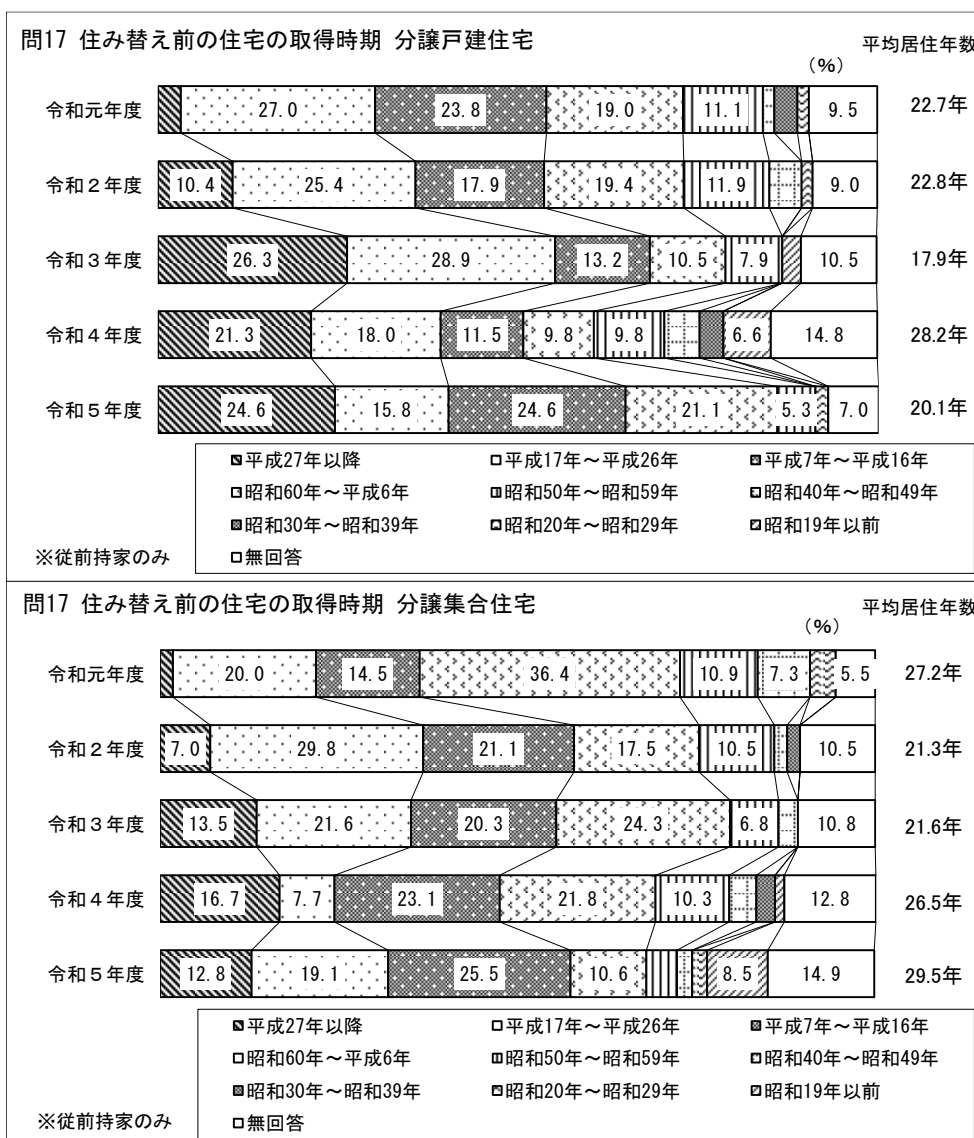 問17 住み替え前の住宅の取得時期 分譲戸建住宅
平均居住年数
（%）
令和元年度 27.0 23.8 19.0 11.1 9.5 22.7年
令和２年度 10.4 25.4 17.9 19.4 11.9 9.0 22.8年
令和３年度 26.3 28.9 13.2 10.5 7.9 10.5 17.9年
令和４年度 21.3 18.0 11.5 9.8 9.8 6.6 14.8 28.2年
令和５年度 24.6 15.8 24.6 21.1 5.3 7.0 20.1年
平成27年以降 平成17年～平成26年 平成7年～平成16年
昭和60年～平成6年 昭和50年～昭和59年 昭和40年～昭和49年
昭和30年～昭和39年 昭和20年～昭和29年 昭和19年以前
※従前持家のみ 無回答
問17 住み替え前の住宅の取得時期 分譲集合住宅
平均居住年数
（%）
令和元年度 20.0 14.5 36.4 10.9 7.3 5.5 27.2年
令和２年度 7.0 29.8 21.1 17.5 10.5 10.5 21.3年
令和３年度 13.5 21.6 20.3 24.3 6.8 10.8 21.6年
令和４年度 16.7 7.7 23.1 21.8 10.3 12.8 26.5年
令和５年度 12.8 19.1 25.5 10.6 8.5 14.9 29.5年
平成27年以降 平成17年～平成26年 平成7年～平成16年
昭和60年～平成6年 昭和50年～昭和59年 昭和40年～昭和49年
昭和30年～昭和39年 昭和20年～昭和29年 昭和19年以前
※従前持家のみ 無回答